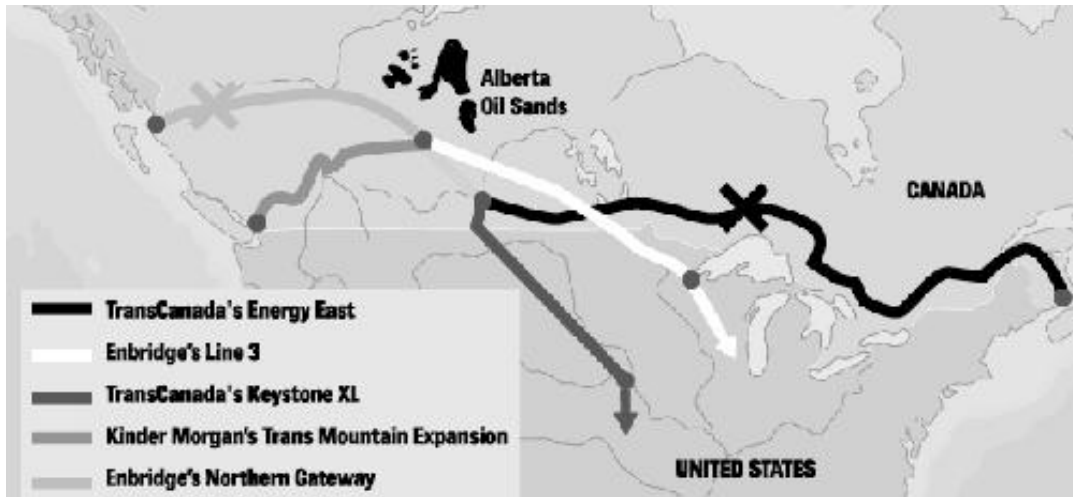 Alberta
Oil Sands
CANADA
TransCanada's Energy East
Enbridge's Line 3
TransCanada's Keystone XL
Kinder Morgan's Trans Mountain Expansion
Enbridge's Northern Gateway
UNITED STATES